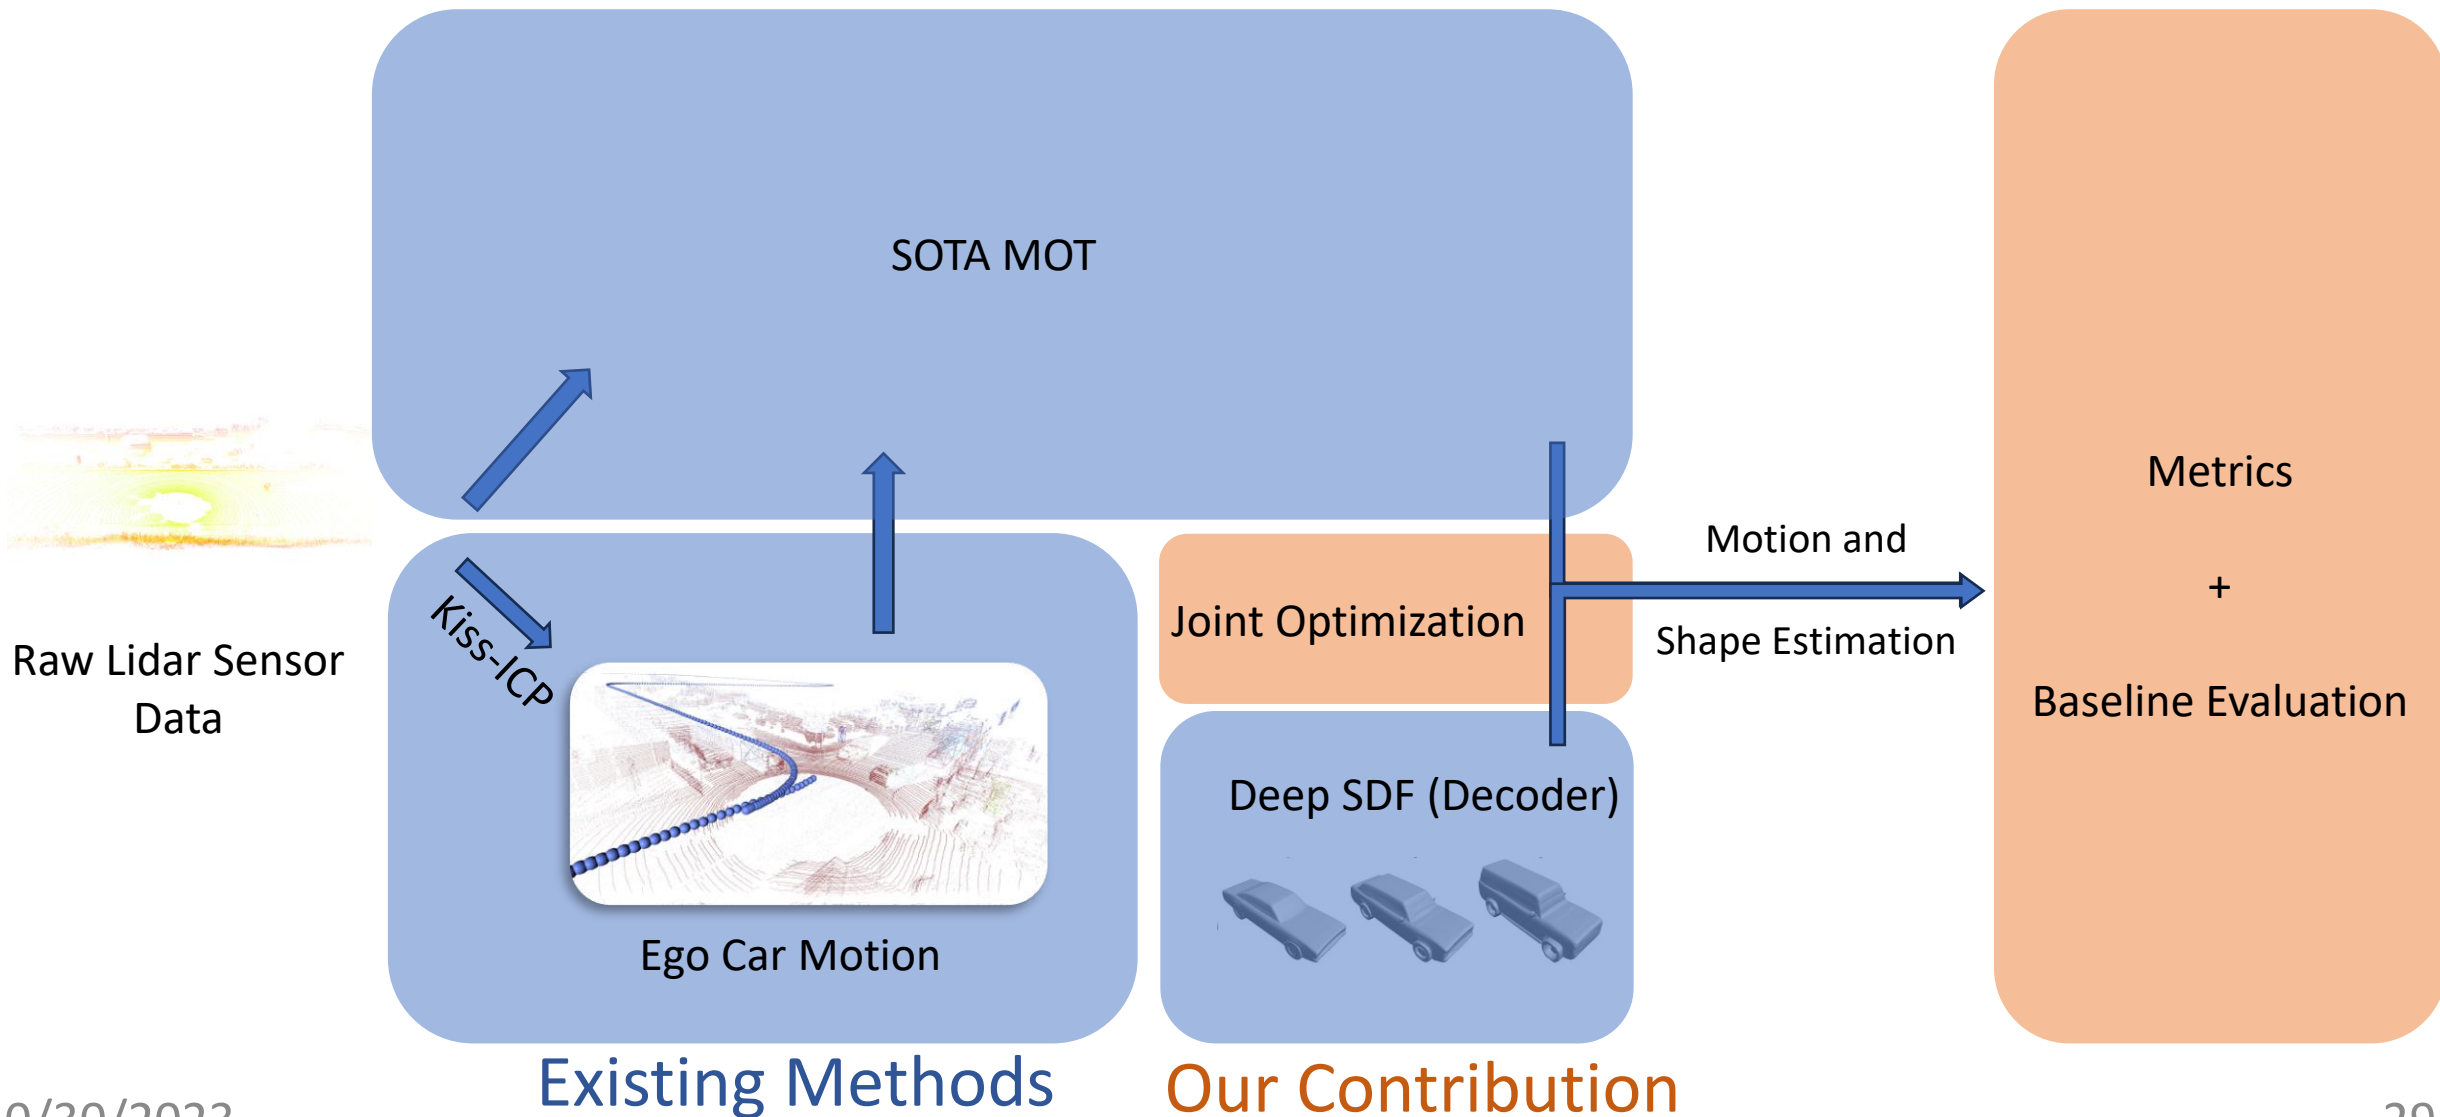 SOTA MOT
Raw Lidar Sensor
Data
Kiss-ICP
Ego Car Motion
Joint Optimization
Deep SDF (Decoder)
Motion and
Shape Estimation
Metrics
+
Baseline Evaluation
Existing Methods
Our Contribution